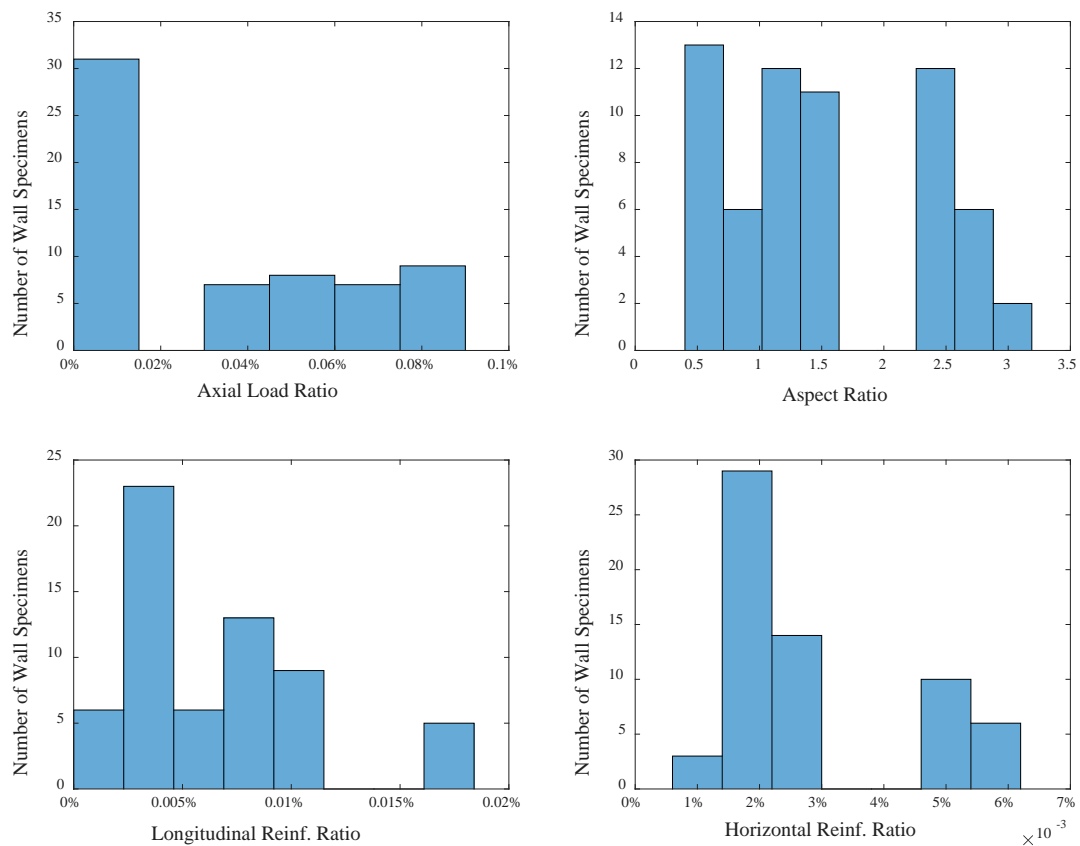 35
30
25
20
15
10
5
0
Number of Wall Specimens
0% 0.02% 0.04% 0.06% 0.08% 0.1%
Axial Load Ratio
14
12
10
8
6
4
2
0
Number of Wall Specimens
0 0.5 1 1.5 2 2.5 3 3.5
Aspect Ratio
25
20
15
10
5
0
Number of Wall Specimens
0% 0.005% 0.01% 0.015% 0.02%
Longitudinal Reinf. Ratio
30
25
20
15
10
5
0
Number of Wall Specimens
0% 1% 2% 3% 4% 5% 6% 7%
Horizontal Reinf. Ratio
×10 -3